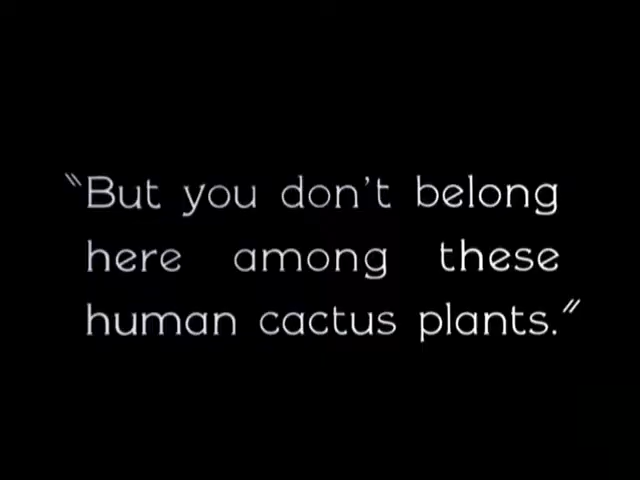 "But you don't belong
here among these
human cactus plants."